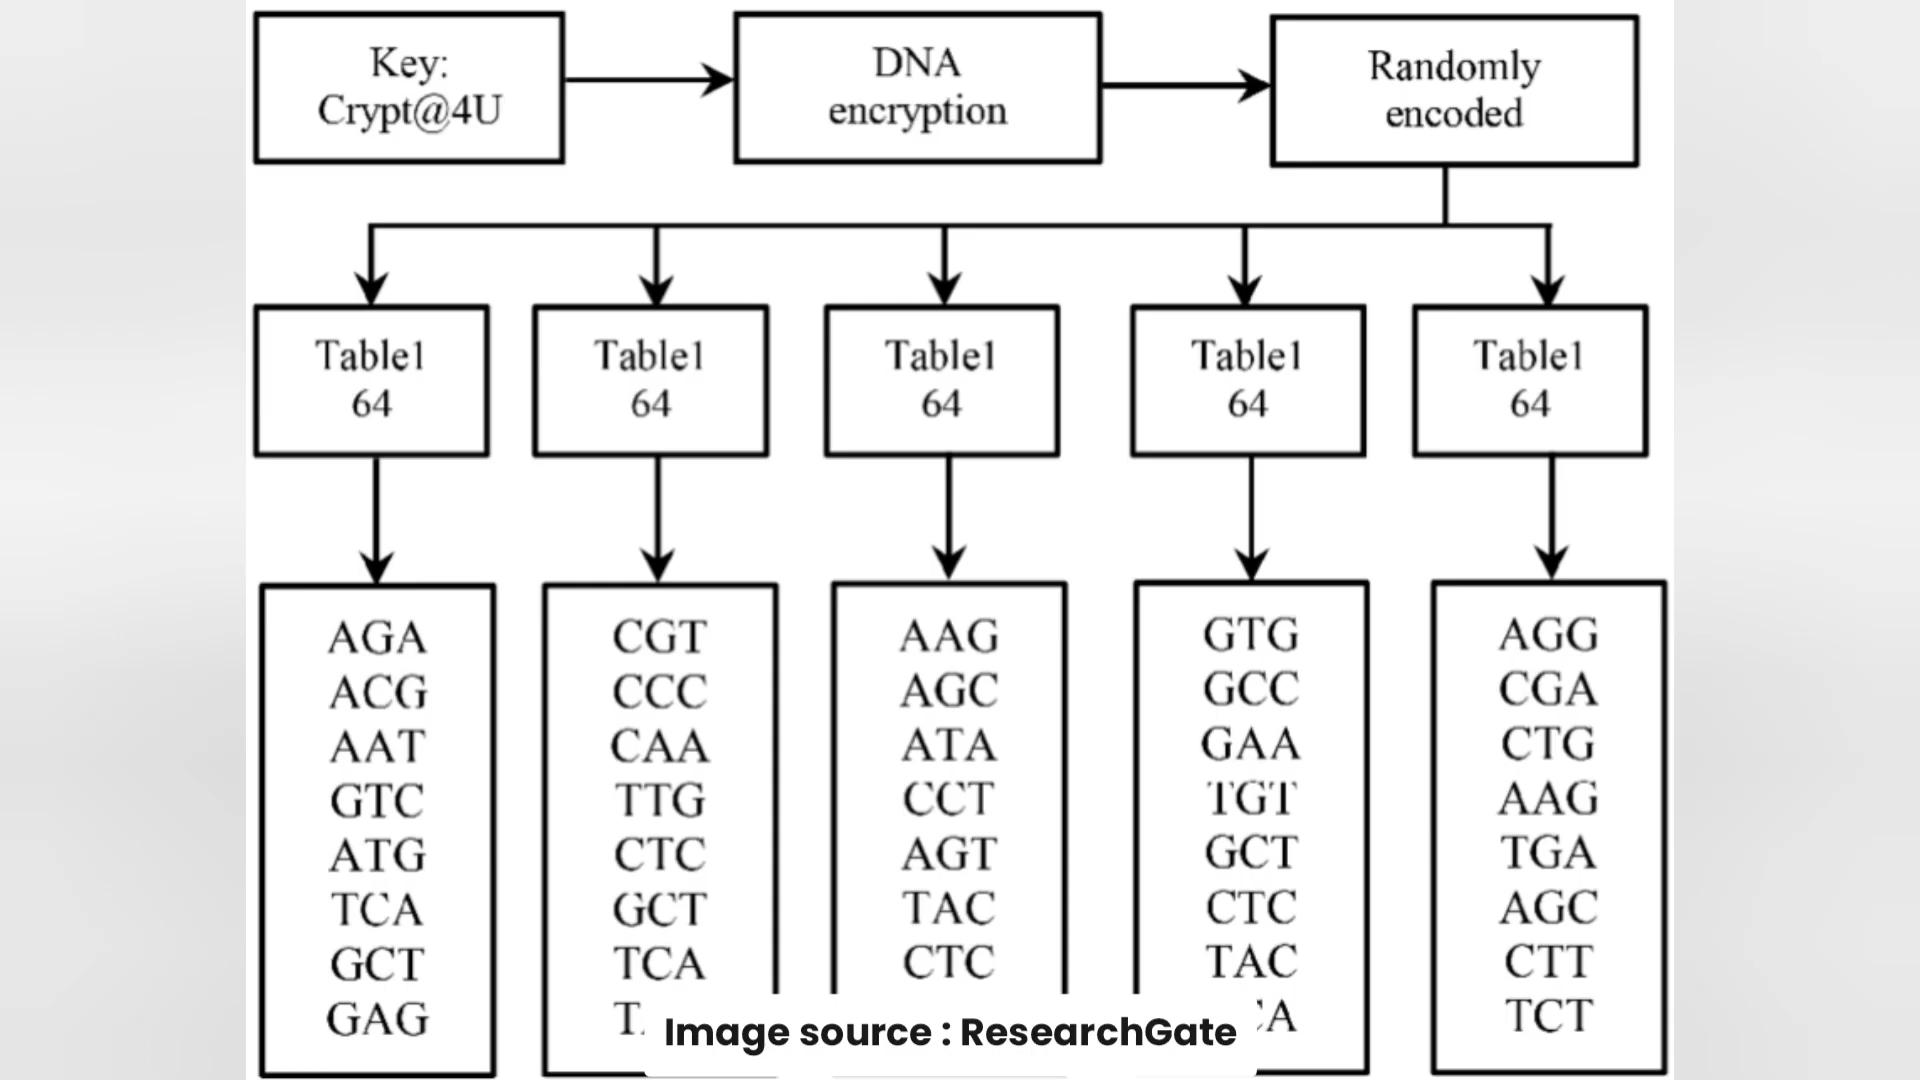 Key:
Crypt@4U
DNA
encryption
Randomly
encoded
Table1
64
Table1
64
Table1
64
Table1
64
Table1
64
AGA
ACG
AAT
GTC
ATG
TCA
GCT
GAG
CGT
CCC
CAA
TTG
CTC
GCT
TCA
AAG
AGC
ATA
CCT
AGT
TAC
CTC
GTG
GCC
GAA
TGT
GCT
CTC
TAC
AGG
CGA
CTG
AAG
TGA
AGC
CTT
TCT
Image source : ResearchGate